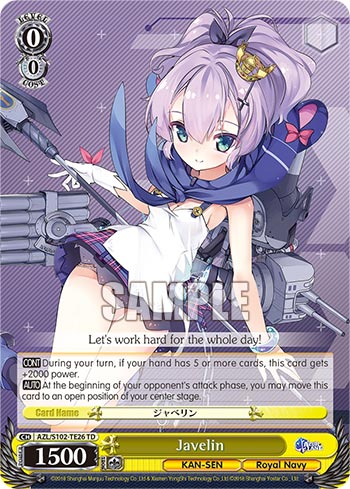 LEVEL
0
0
COST
SAMPLE
Let's work hard for the whole day!
CONT During your turn, if your hand has 5 or more cards, this card gets
+2000 power.
AUTO At the beginning of your opponent's attack phase, you may move this
card to an open position of your center stage.
Card Name ジャベリン
CH AZL/S102-TE26 TD
Javelin
1500
KAN-SEN
Royal Navy